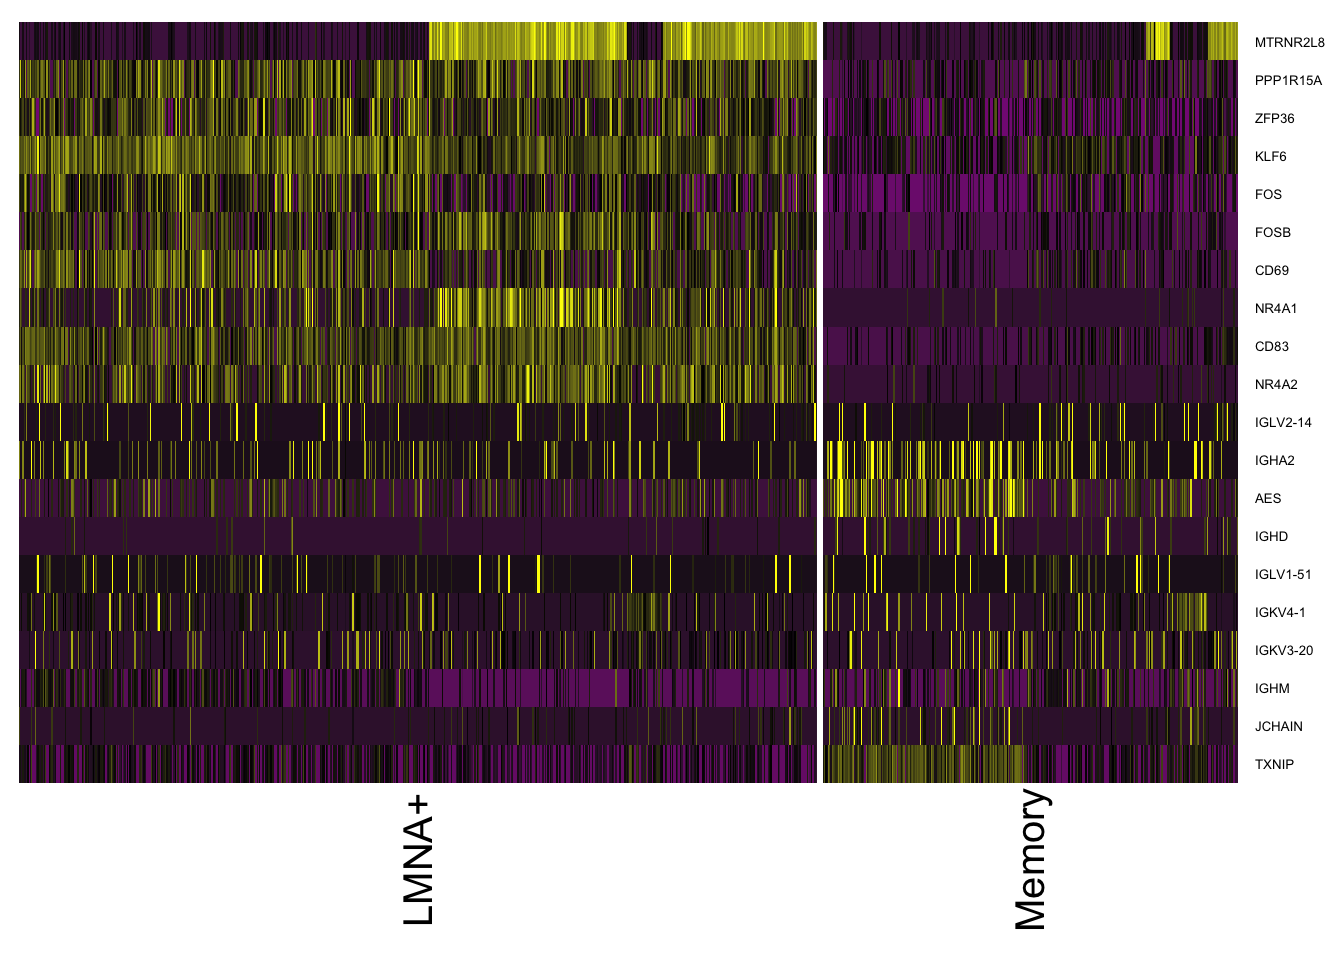 MTRNR2L8
PPP1R15A
ZFP36
KLF6
FOS
FOSB
CD69
NR4A1
CD83
NR4A2
IGLV2-14
IGHA2
AES
IGHD
IGLV1-51
IGKV4-1
IGKV3-20
IGHM
JCHAIN
TXNIP
LMNA+
Memory